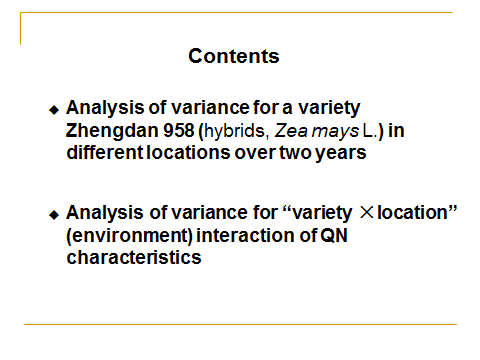 Contents
◆ Analysis of variance for a variety
Zhengdan 958 (hybrids, Zea mays L.) in
different locations over two years
◆ Analysis of variance for “variety ×location”
(environment) interaction of QN
characteristics